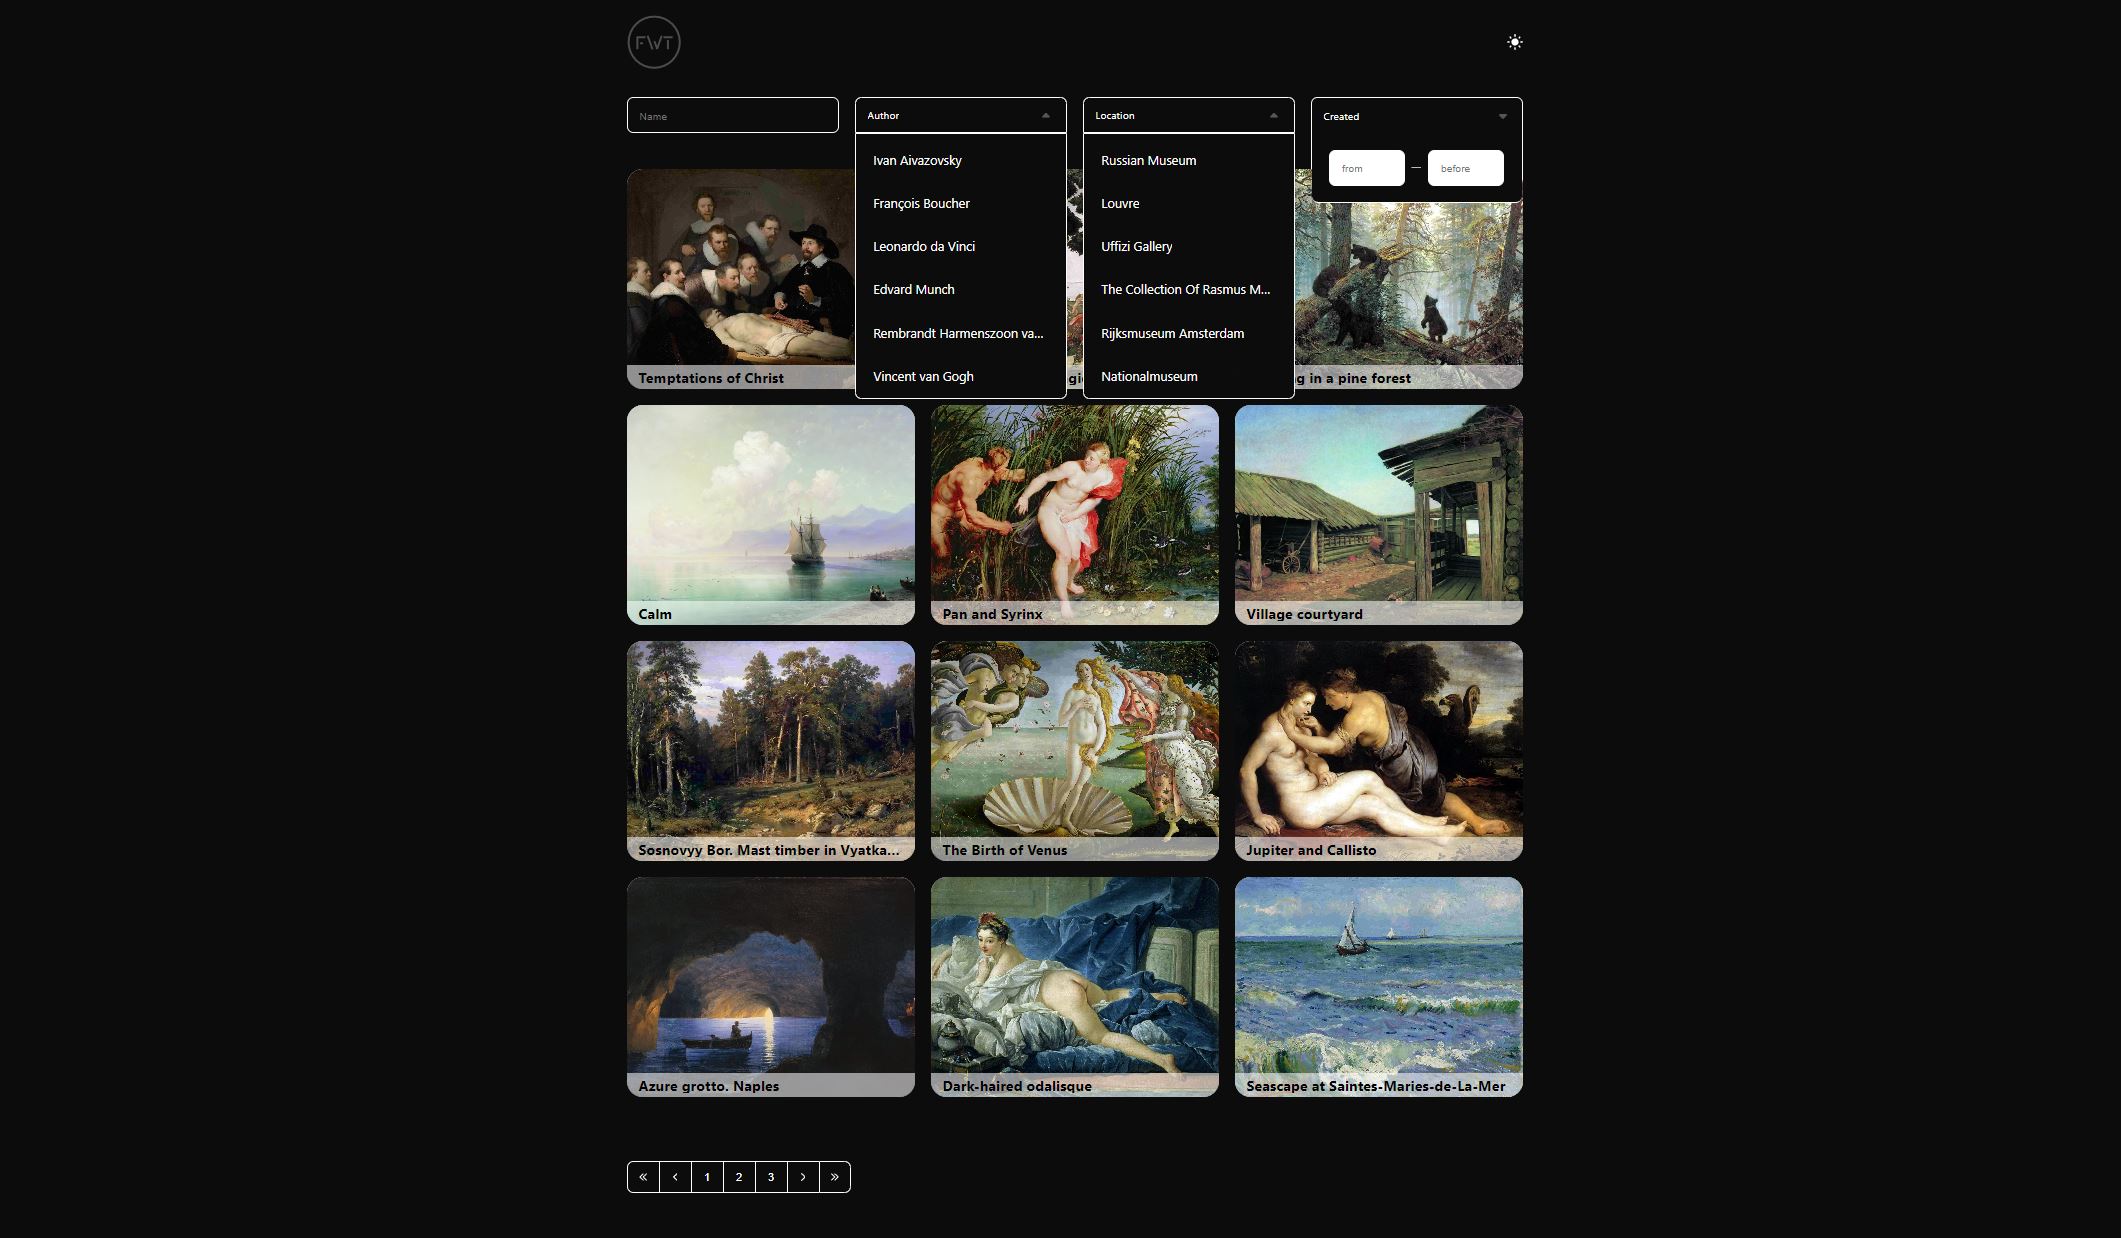 FWT
Name
Author
Location
Created
from
—
before
Ivan Aivazovsky
François Boucher
Leonardo da Vinci
Edvard Munch
Rembrandt Harmenszoon va...
Vincent van Gogh
Russian Museum
Louvre
Uffizi Gallery
The Collection Of Rasmus M...
Rijksmuseum Amsterdam
Nationalmuseum
Temptations of Christ
in a pine forest
Calm
Pan and Syrinx
Village courtyard
Sosnovyy Bor. Mast timber in Vyatka...
The Birth of Venus
Jupiter and Callisto
Azure grotto. Naples
Dark-haired odalisque
Seascape at Saintes-Maries-de-La-Mer
« ‹ 1 2 3 › »